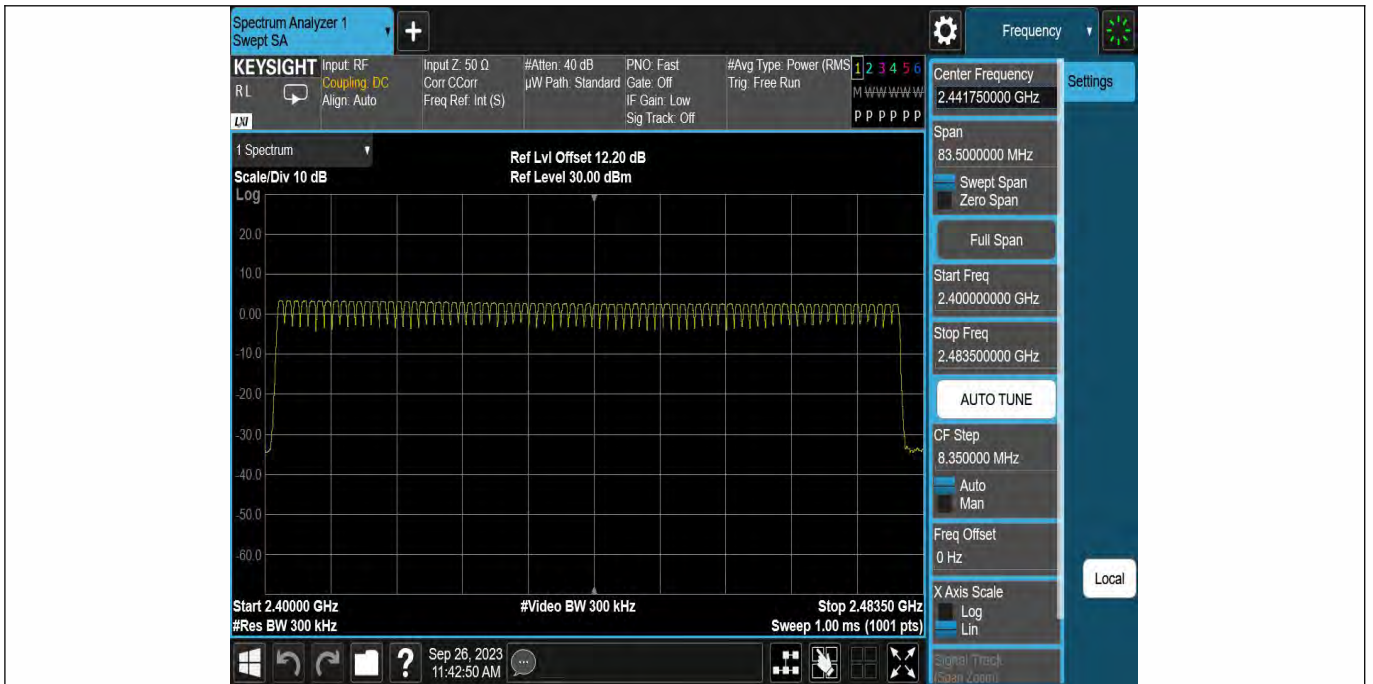 Spectrum Analyzer 1
Swept SA
+
Frequency
KEYSIGHT
R L
LXI
Input: RF
Coupling: DC
Align: Auto
Input Z: 50 Ω
Corr CCorr
Freq Ref: Int (S)
#Atten: 40 dB
µW Path: Standard
PNO: Fast
Gate: Off
IF Gain: Low
Sig Track: Off
#Avg Type: Power (RMS
Trig: Free Run
1 2 3 4 5 6
M W W W W W
P P P P P P
Center Frequency
2.441750000 GHz
Settings
Span
83.5000000 MHz
Swept Span
Zero Span
Full Span
Start Freq
2.400000000 GHz
Stop Freq
2.483500000 GHz
AUTO TUNE
CF Step
8.350000 MHz
Auto
Man
Freq Offset
0 Hz
X Axis Scale
Log
Lin
Signal Track
(Span Zoom)
Local
1 Spectrum
Scale/Div 10 dB
Ref Lvl Offset 12.20 dB
Ref Level 30.00 dBm
Log
20.0
10.0
0.00
-10.0
-20.0
-30.0
-40.0
-50.0
-60.0
Start 2.40000 GHz
#Video BW 300 kHz
Stop 2.48350 GHz
#Res BW 300 kHz
Sweep 1.00 ms (1001 pts)
?
Sep 26, 2023
11:42:50 AM